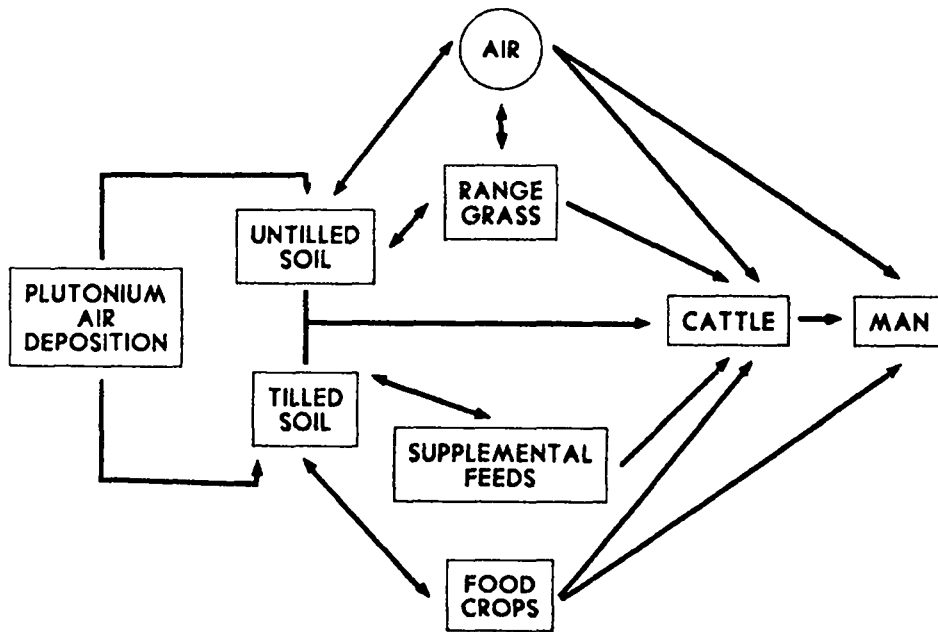 AIR
RANGE
GRASS
UNTILLED
SOIL
PLUTONIUM
AIR
DEPOSITION
CATTLE
MAN
TILLED
SOIL
SUPPLEMENTAL
FEEDS
FOOD
CROPS